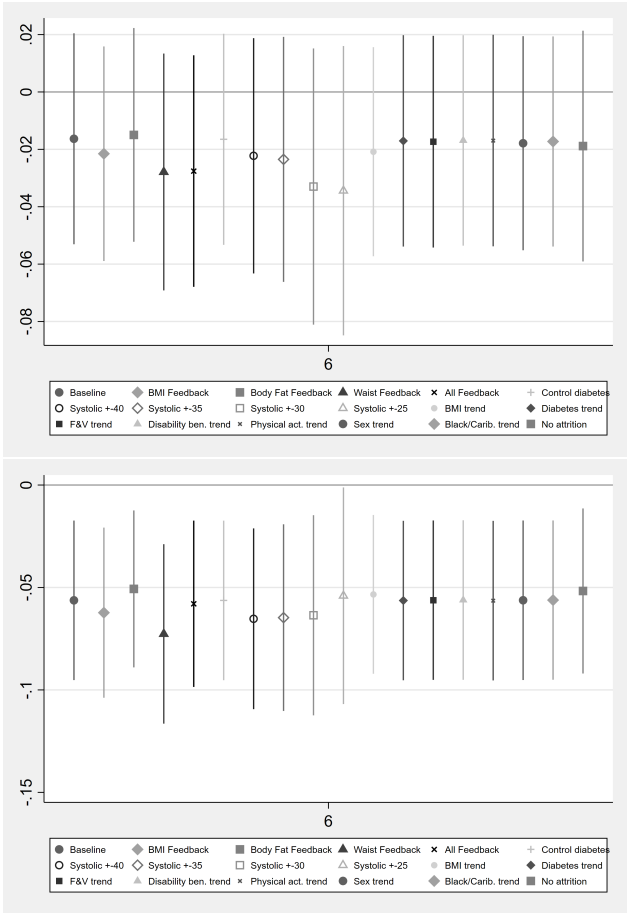 .02
0
-.02
-.04
-.06
-.08
6
Baseline BMI Feedback Body Fat Feedback Waist Feedback All Feedback Control diabetes
Systolic +-40 Systolic +-35 Systolic +-30 Systolic +-25 BMI trend Diabetes trend
F&V trend Disability ben. trend Physical act. trend Sex trend Black/Carib. trend No attrition
0
-.05
-.1
-.15
6
Baseline BMI Feedback Body Fat Feedback Waist Feedback All Feedback Control diabetes
Systolic +-40 Systolic +-35 Systolic +-30 Systolic +-25 BMI trend Diabetes trend
F&V trend Disability ben. trend Physical act. trend Sex trend Black/Carib. trend No attrition